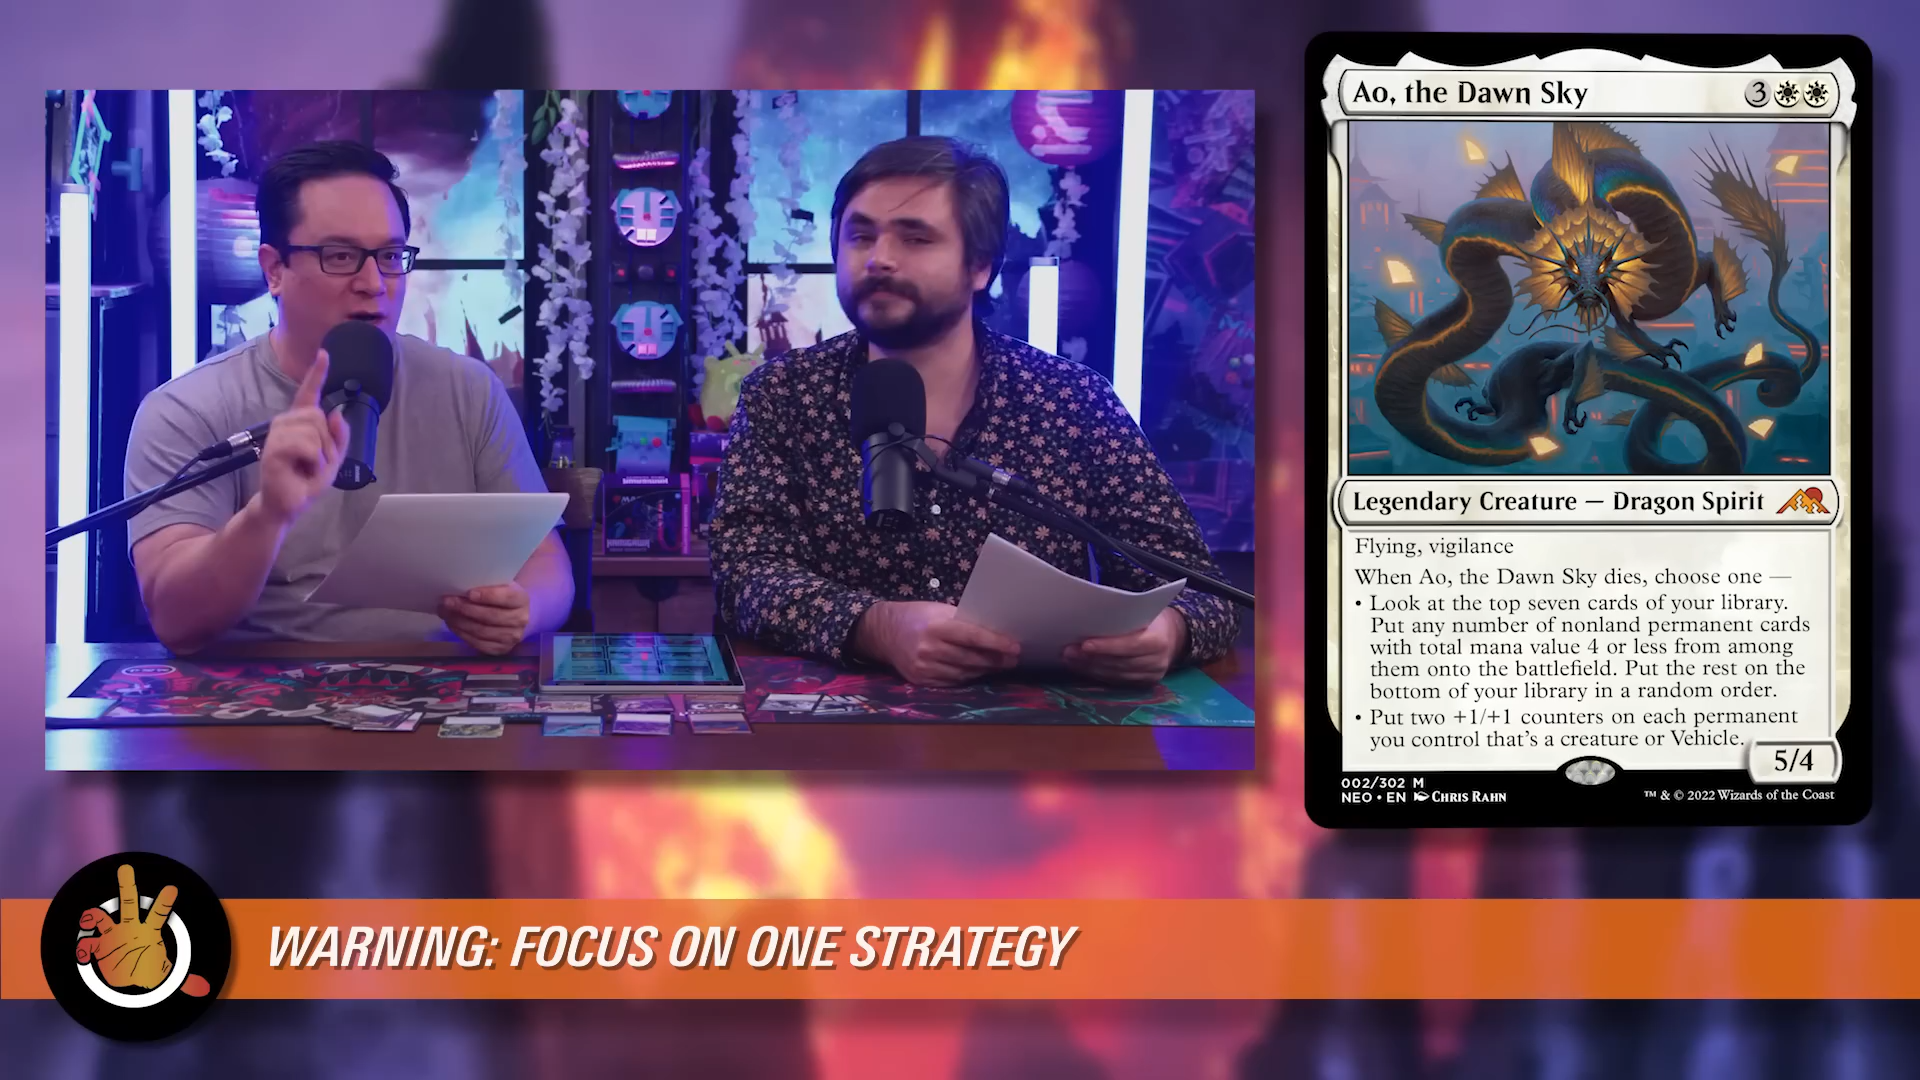 Ao, the Dawn Sky
3
Legendary Creature — Dragon Spirit
Flying, vigilance
When Ao, the Dawn Sky dies, choose one —
• Look at the top seven cards of your library.
Put any number of nonland permanent cards
with total mana value 4 or less from among
them onto the battlefield. Put the rest on the
bottom of your library in a random order.
• Put two +1/+1 counters on each permanent
you control that's a creature or Vehicle.
5/4
002/302 M
NEO • EN CHRIS RAHN
™ & © 2022 Wizards of the Coast
WARNING: FOCUS ON ONE STRATEGY